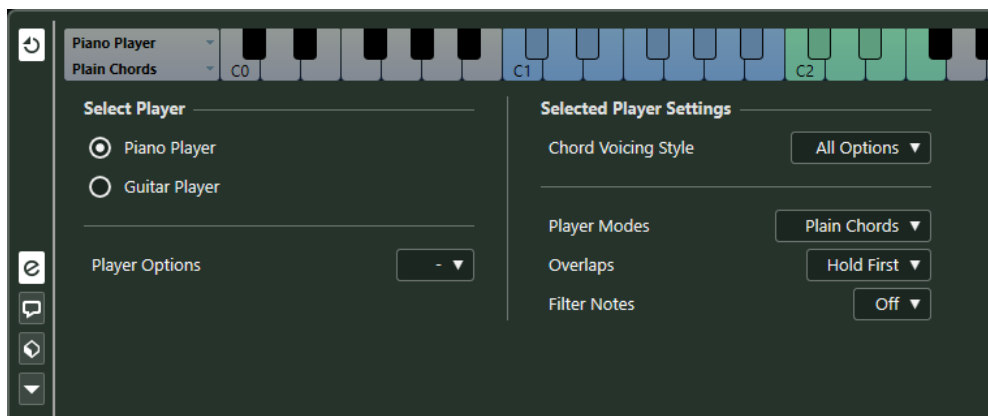 Piano Player
Plain Chords
C0
C1
C2
Select Player
Piano Player
Guitar Player
Player Options
-
Selected Player Settings
Chord Voicing Style
All Options
Player Modes
Plain Chords
Overlaps
Hold First
Filter Notes
Off